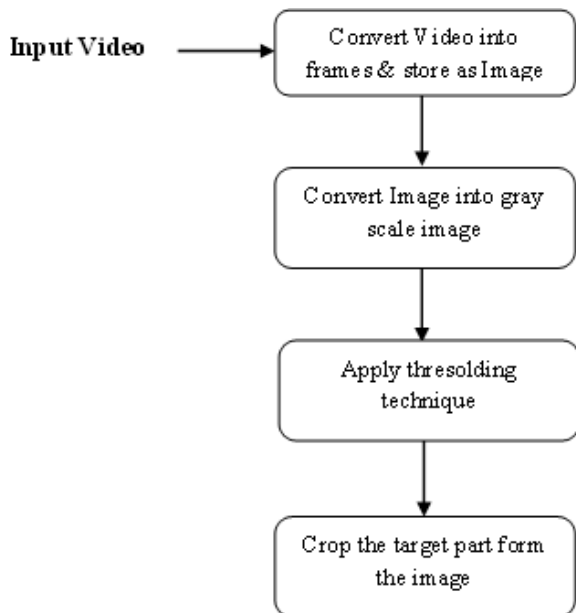 Input Video
Convert Video into
frames & store as Image
Convert Image into gray
scale image
Apply thresolding
technique
Crop the target part form
the image